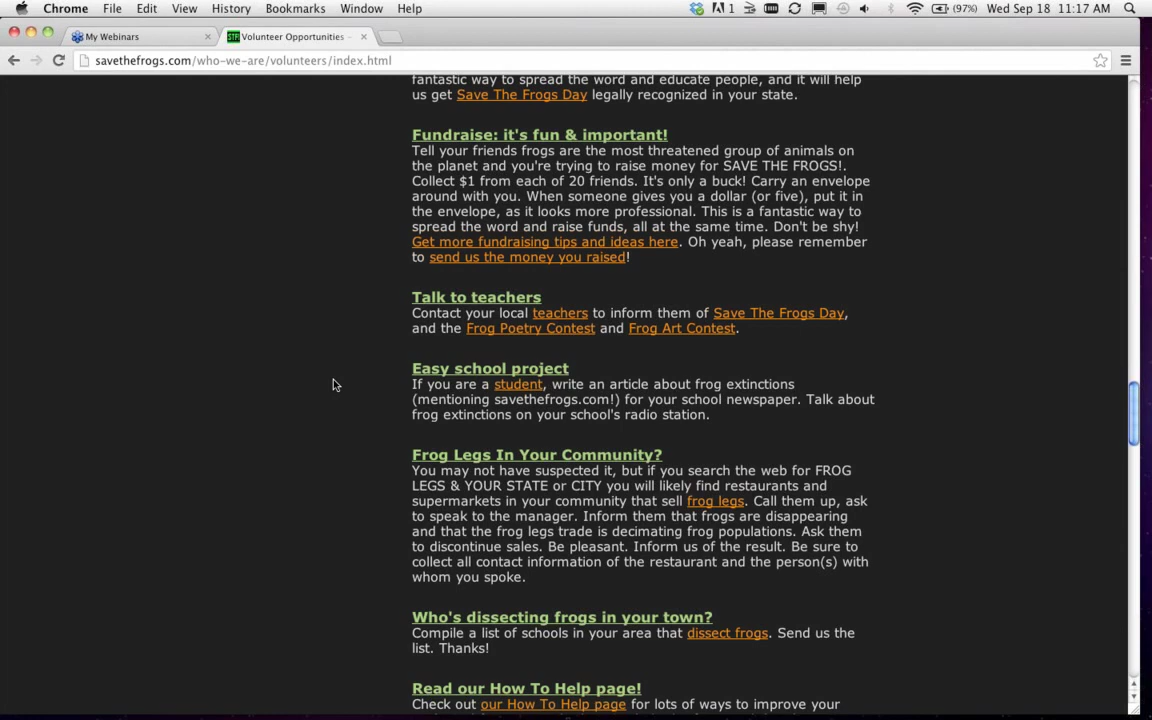 Chrome File Edit View History Bookmarks Window Help 1 (97%) Wed Sep 18 11:17 AM
My Webinars × Volunteer Opportunities ×
savethefrogs.com/who-we-are/volunteers/index.html
fantastic way to spread the word and educate people, and it will help
us get Save The Frogs Day legally recognized in your state.
Fundraise: it's fun & important!
Tell your friends frogs are the most threatened group of animals on
the planet and you're trying to raise money for SAVE THE FROGS!.
Collect $1 from each of 20 friends. It's only a buck! Carry an envelope
around with you. When someone gives you a dollar (or five), put it in
the envelope, as it looks more professional. This is a fantastic way to
spread the word and raise funds, all at the same time. Don't be shy!
Get more fundraising tips and ideas here. Oh yeah, please remember
to send us the money you raised!
Talk to teachers
Contact your local teachers to inform them of Save The Frogs Day,
and the Frog Poetry Contest and Frog Art Contest.
Easy school project
If you are a student, write an article about frog extinctions
(mentioning savethefrogs.com!) for your school newspaper. Talk about
frog extinctions on your school's radio station.
Frog Legs In Your Community?
You may not have suspected it, but if you search the web for FROG
LEGS & YOUR STATE or CITY you will likely find restaurants and
supermarkets in your community that sell frog legs. Call them up, ask
to speak to the manager. Inform them that frogs are disappearing
and that the frog legs trade is decimating frog populations. Ask them
to discontinue sales. Be pleasant. Inform us of the result. Be sure to
collect all contact information of the restaurant and the person(s) with
whom you spoke.
Who's dissecting frogs in your town?
Compile a list of schools in your area that dissect frogs. Send us the
list. Thanks!
Read our How To Help page!
Check out our How To Help page for lots of ways to improve your